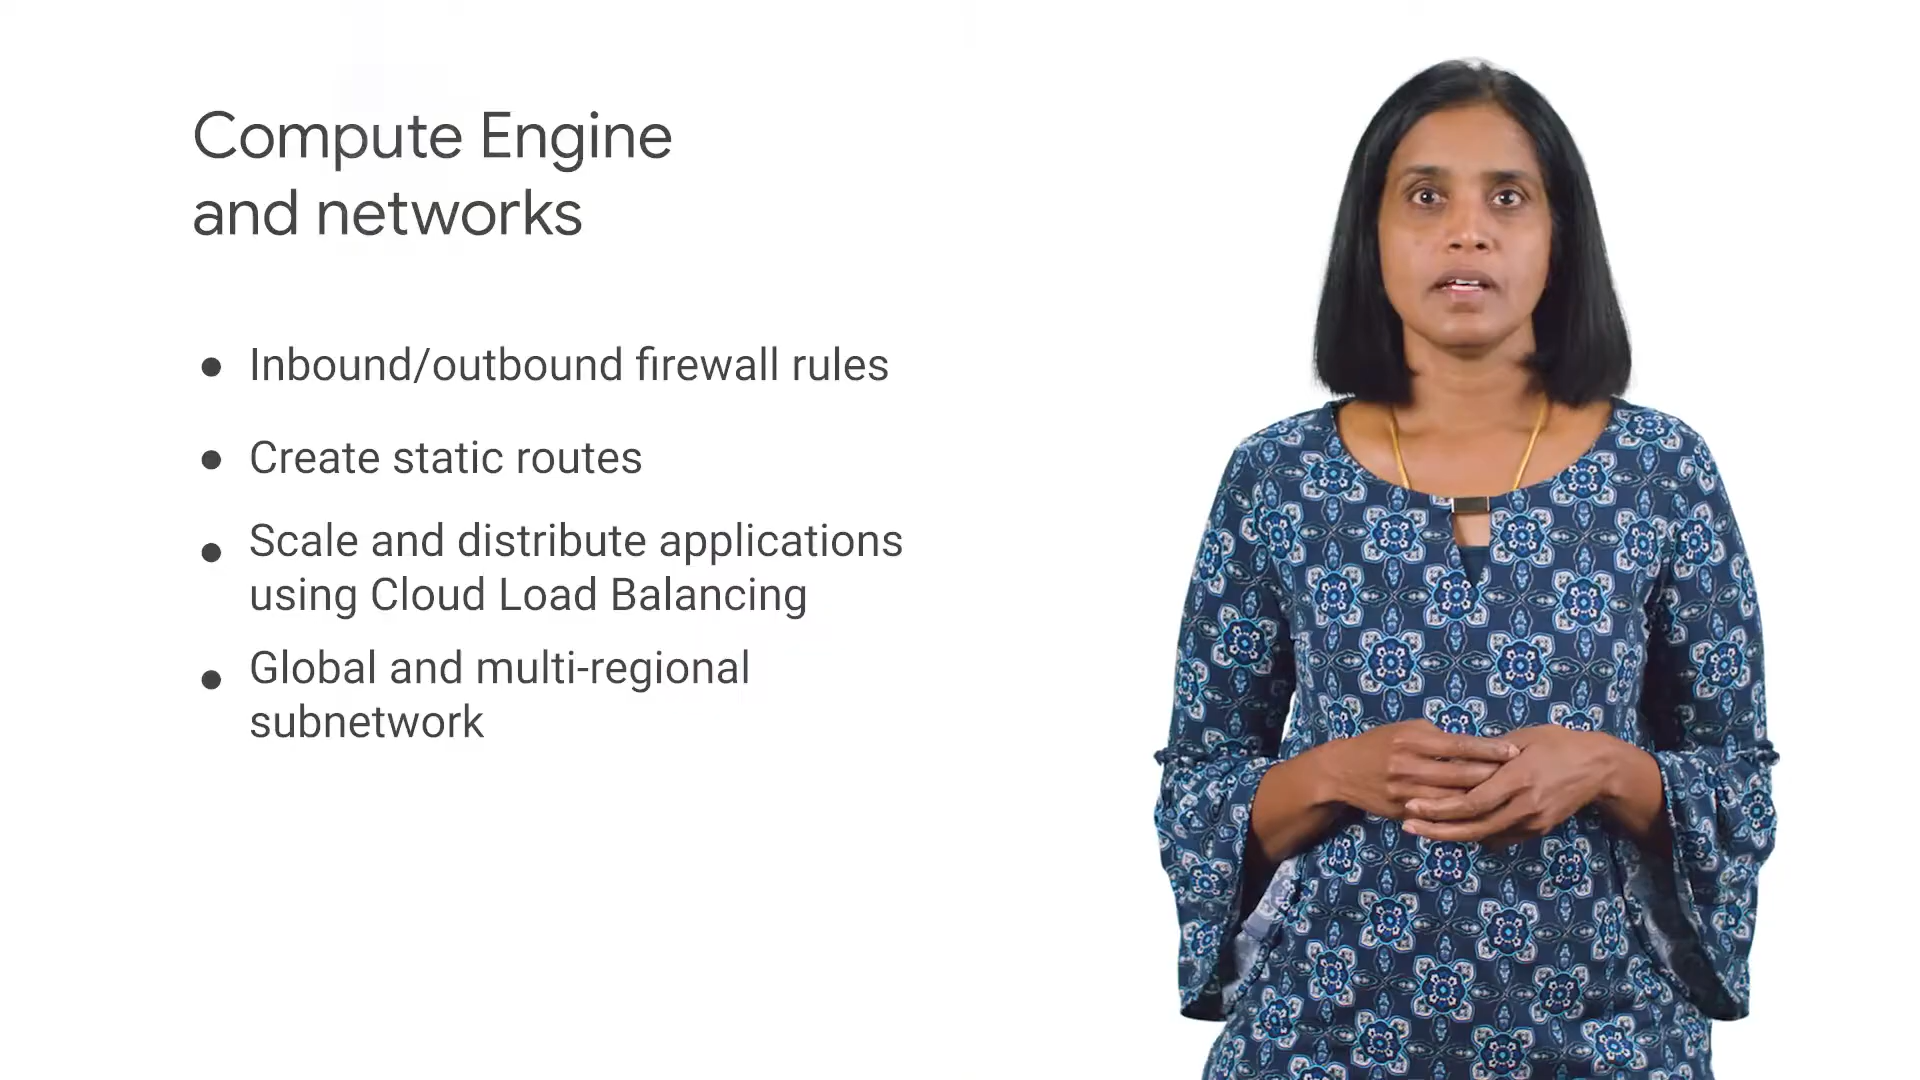 Compute Engine
and networks
● Inbound/outbound firewall rules
● Create static routes
● Scale and distribute applications
using Cloud Load Balancing
● Global and multi-regional
subnetwork